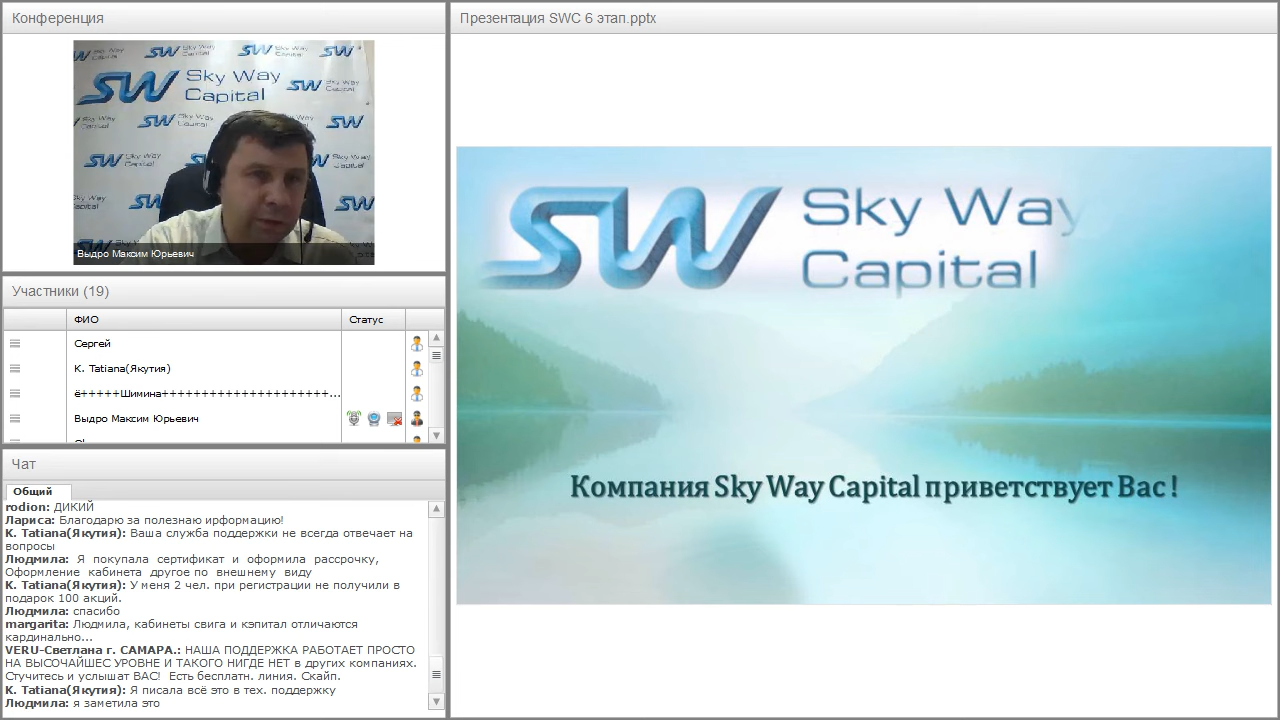 Конференция
SW Sky Way
Capital
Выдро Максим Юрьевич
Участники (19)
ФИО
Статус
Сергей
K. Tatiana(Якутия)
ё+++++Шимина+++++++++++++++++++++...
Выдро Максим Юрьевич
Чат
Общий
rodion: ДИКИЙ
Лариса: Благодарю за полезнаю ирформацию!
K. Tatiana(Якутия): Ваша служба поддержки не всегда отвечает на
вопросы
Людмила: Я покупала сертификат и оформила рассрочку,
Оформление кабинета другое по внешнему виду
K. Tatiana(Якутия): У меня 2 чел. при регистрации не получили в
подарок 100 акций.
Людмила: спасибо
margarita: Людмила, кабинеты свига и кэпитал отличаются
кардинально...
VERU-Светлана г. САМАРА.: НАША ПОДДЕРЖКА РАБОТАЕТ ПРОСТО
НА ВЫСОЧАЙШЕС УРОВНЕ И ТАКОГО НИГДЕ НЕТ в других компаниях.
Стучитесь и услышат ВАС! Есть бесплатн. линия. Скайп.
K. Tatiana(Якутия): Я писала всё это в тех. поддержку
Людмила: я заметила это
Презентация SWC 6 этап.pptx
SW Sky Way
Capital
Компания Sky Way Capital приветствует Вас !